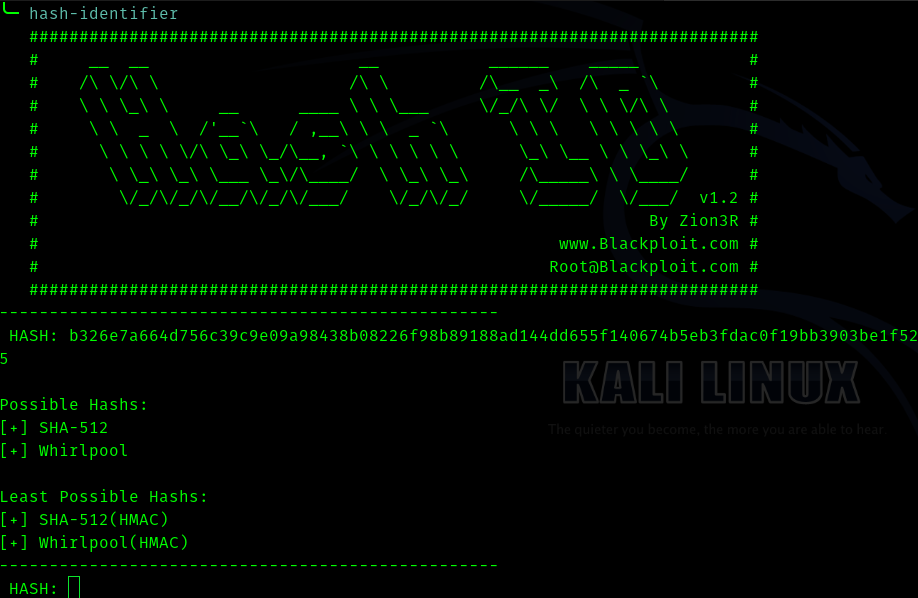 hash-identifier
#########################################################################
Hash ID
v1.2 #
# By Zion3R #
# www.Blackploit.com #
# Root@Blackploit.com #
#########################################################################
--------------------------------------------------
HASH: b326e7a664d756c39c9e09a98438b08226f98b89188ad144dd655f140674b5eb3fdac0f19bb3903be1f52
5
Possible Hashs:
[+] SHA-512
[+] Whirlpool
Least Possible Hashs:
[+] SHA-512(HMAC)
[+] Whirlpool(HMAC)
--------------------------------------------------
HASH:
KALI LINUX
The quieter you become, the more you are able to hear.